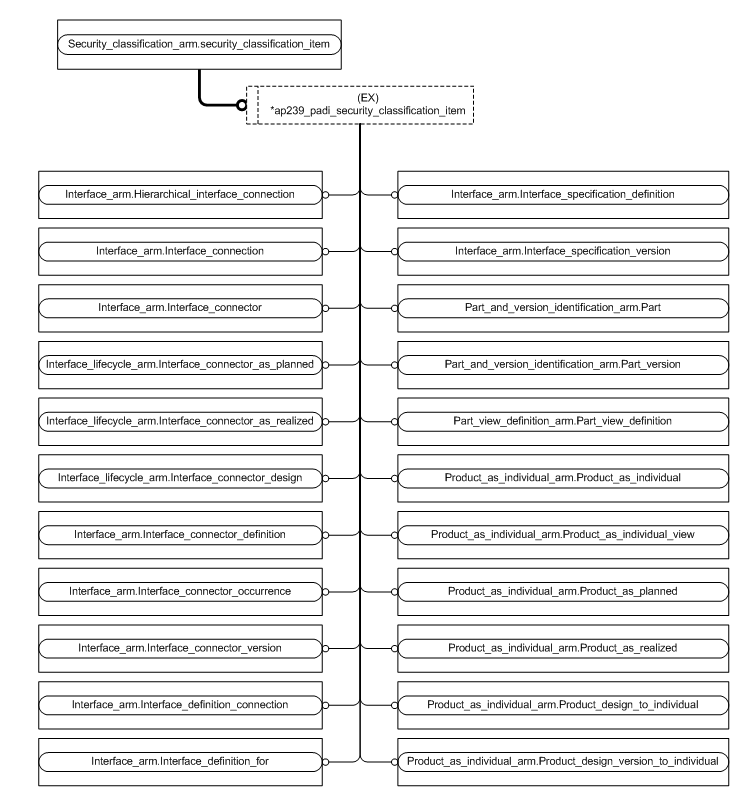 Security_classification_arm.security_classification_item
(EX)
*ap239_padi_security_classification_item
Interface_arm.Hierarchical_interface_connection
Interface_arm.Interface_specification_definition
Interface_arm.Interface_connection
Interface_arm.Interface_specification_version
Interface_arm.Interface_connector
Part_and_version_identification_arm.Part
Interface_lifecycle_arm.Interface_connector_as_planned
Part_and_version_identification_arm.Part_version
Interface_lifecycle_arm.Interface_connector_as_realized
Part_view_definition_arm.Part_view_definition
Interface_lifecycle_arm.Interface_connector_design
Product_as_individual_arm.Product_as_individual
Interface_arm.Interface_connector_definition
Product_as_individual_arm.Product_as_individual_view
Interface_arm.Interface_connector_occurrence
Product_as_individual_arm.Product_as_planned
Interface_arm.Interface_connector_version
Product_as_individual_arm.Product_as_realized
Interface_arm.Interface_definition_connection
Product_as_individual_arm.Product_design_to_individual
Interface_arm.Interface_definition_for
Product_as_individual_arm.Product_design_version_to_individual